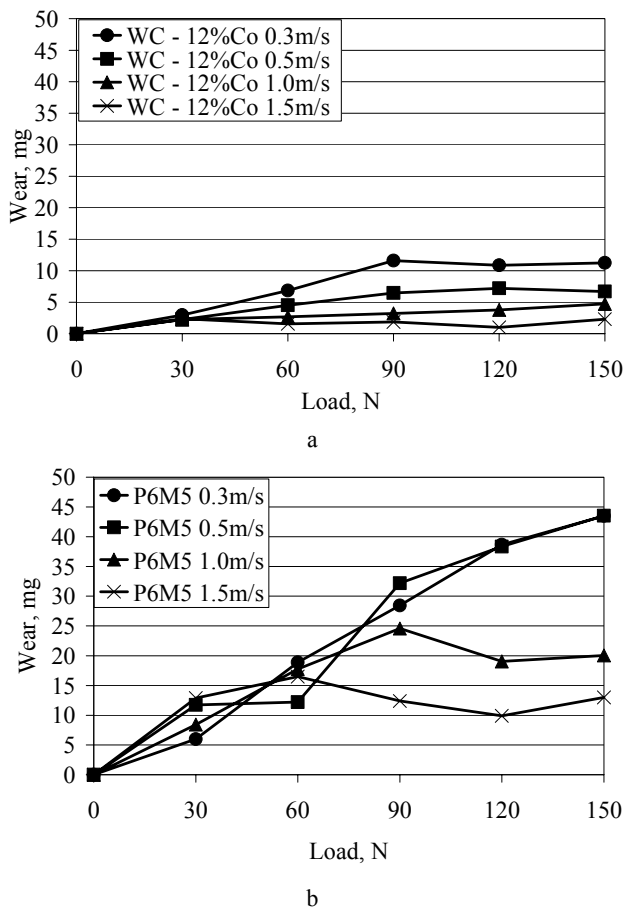 50
45
40
35
30
25
20
15
10
5
0
Wear, mg
WC - 12%Co 0.3m/s
WC - 12%Co 0.5m/s
WC - 12%Co 1.0m/s
WC - 12%Co 1.5m/s
0 30 60 90 120 150
Load, N
a
50
45
40
35
30
25
20
15
10
5
0
Wear, mg
P6M5 0.3m/s
P6M5 0.5m/s
P6M5 1.0m/s
P6M5 1.5m/s
0 30 60 90 120 150
Load, N
b